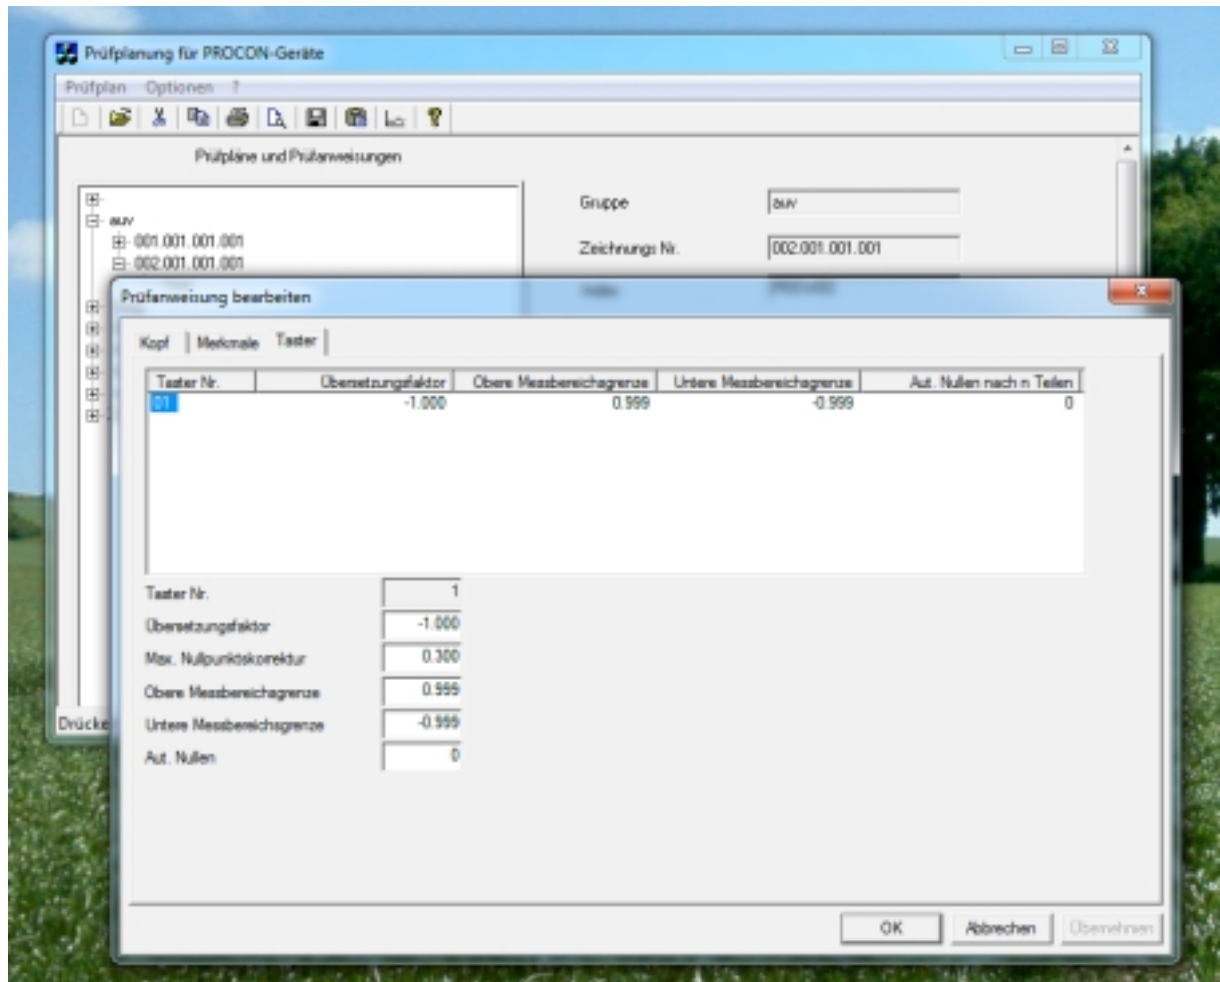 Prüfplanung für PROCON-Geräte
Prüfplan Optionen ?
Prüfpläne und Prüfanweisungen
auv
001.001.001.001
002.001.001.001
Gruppe auv
Zeichnungs Nr. 002.001.001.001
Prüfanweisung bearbeiten
Kopf Merkmale Taster
Taster Nr. Übersetzungsfaktor Obere Messbereichsgrenze Untere Messbereichsgrenze Aut. Nullen nach n Teilen
01 -1.000 0.999 -0.999 0
Taster Nr. 1
Übersetzungsfaktor -1.000
Max. Nullpunktskorrektur 0.300
Obere Messbereichsgrenze 0.999
Untere Messbereichsgrenze -0.999
Aut. Nullen 0
Drücke
OK Abbrechen Übernehmen